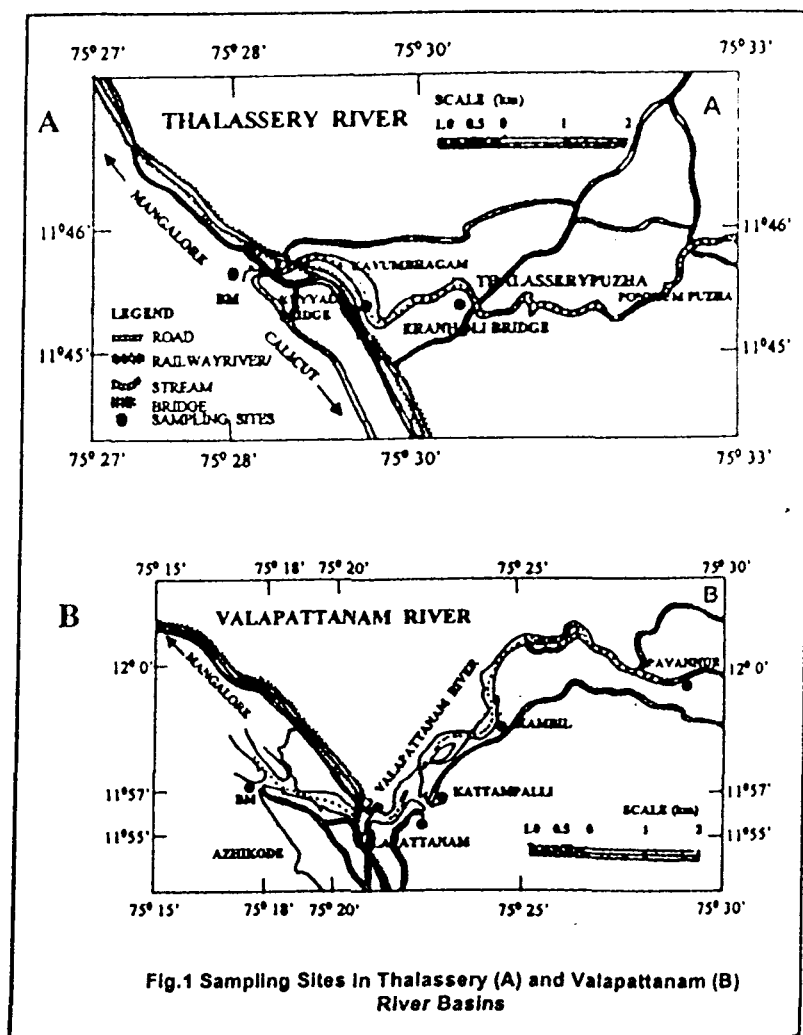 75° 27' 75° 28' 75° 30' 75° 33'
A THALASSERY RIVER A
SCALE (km)
1.0 0.5 0 1 2
MANGALORE
11°46' 11°46'
KAYUMBHAGAM
THALASSERYPUZHA
BM
BRIDGE
ERANHALI BRIDGE
PUZHA
LEGEND
ROAD
RAILWAYRIVER/
STREAM
BRIDGE
SAMPLING SITES
CALICUT
11°45' 11°45'
75° 27' 75° 28' 75° 30' 75° 33'
75° 15' 75° 18' 75° 20' 75° 25' 75° 30'
B VALAPATTANAM RIVER B
MANGALORE
VALAPATTANAM RIVER
12° 0' 12° 0'
PAVANNUR
KAMBIL
11°57' 11°57'
BM
KATTAMPALLI
SCALE (km)
1.0 0.5 0 1 2
11°55' 11°55'
AZHIKODE
75° 15' 75° 18' 75° 20' 75° 25' 75° 30'
Fig.1 Sampling Sites in Thalassery (A) and Valapattanam (B)
River Basins